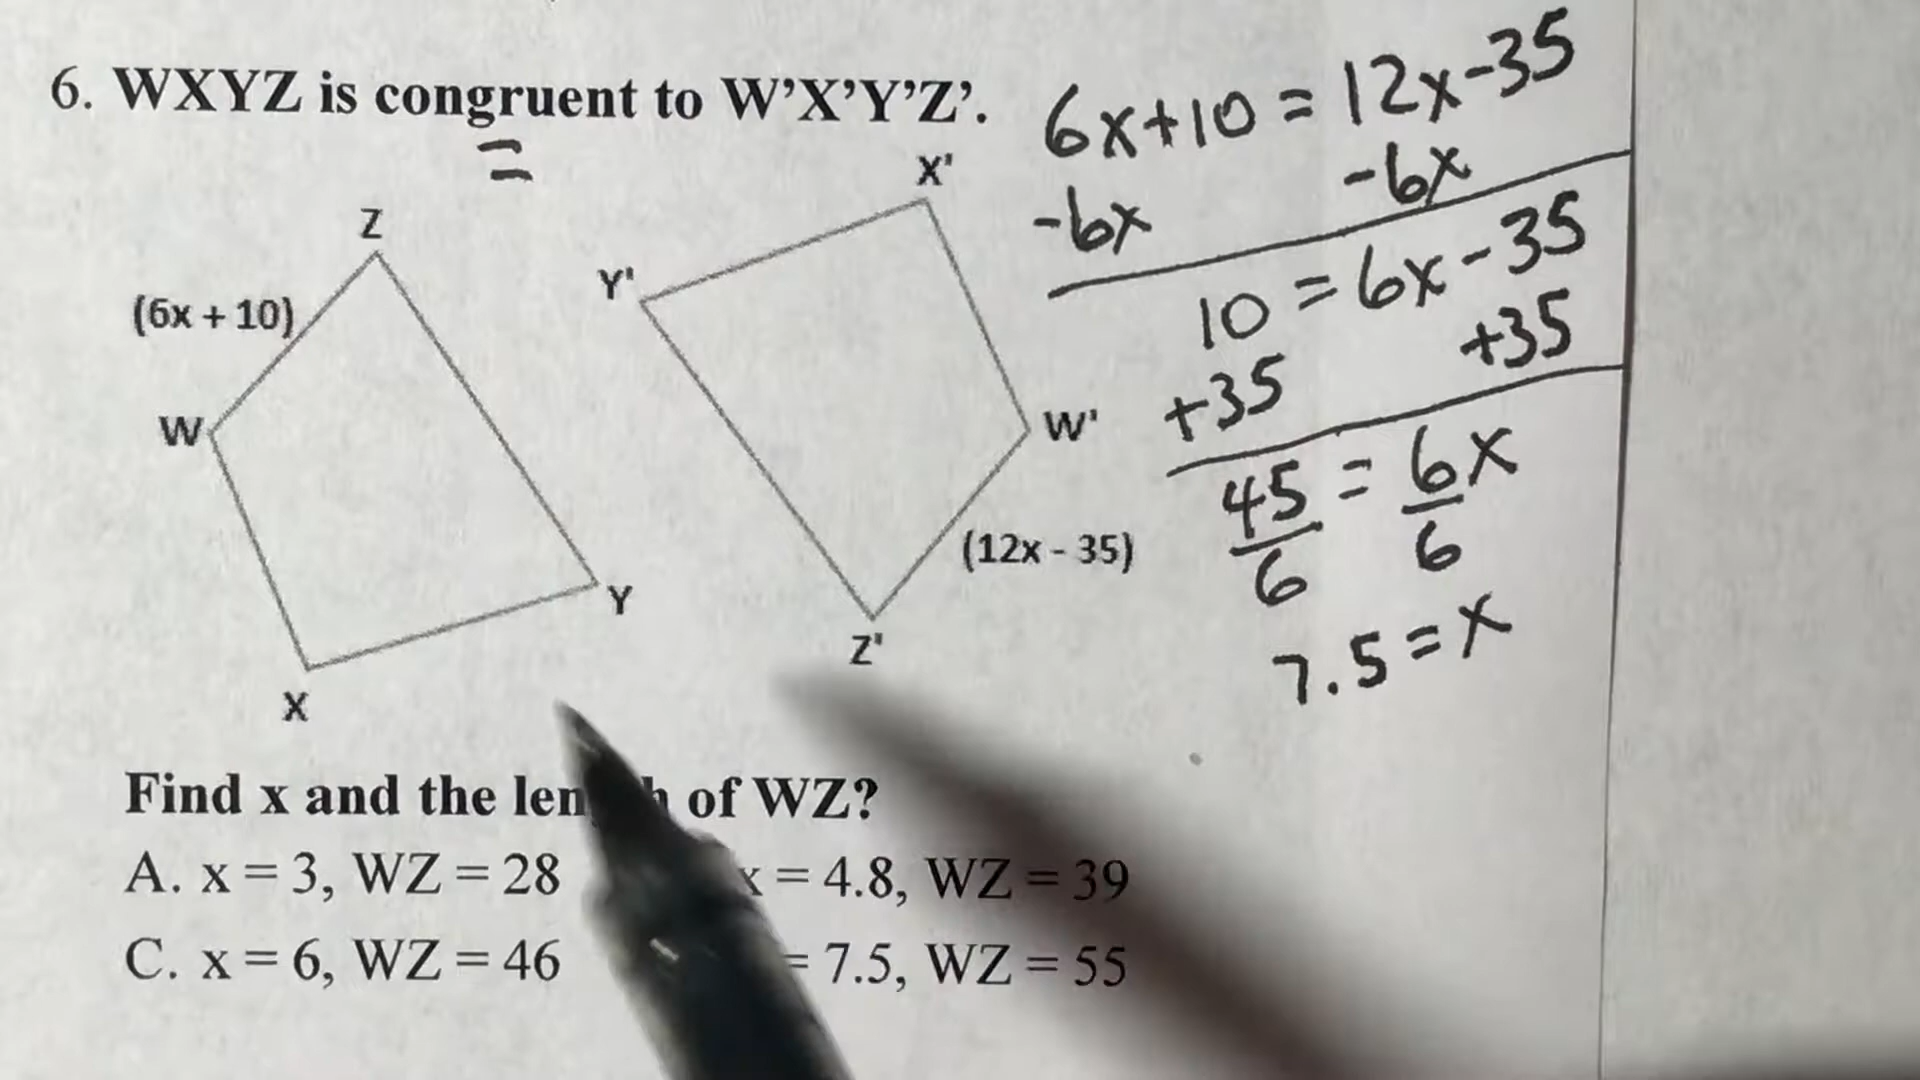 6. WXYZ is congruent to W’X’Y’Z’.
=
Z
(6x + 10)
W
X
Y
X'
Y'
W'
(12x - 35)
Z'
6x+10 = 12x-35
-6x -6x
10 = 6x-35
+35 +35
45 = 6x
6 6
7.5 = x
Find x and the of WZ?
A. x = 3, WZ = 28 x = 4.8, WZ = 39
C. x = 6, WZ = 46 = 7.5, WZ = 55